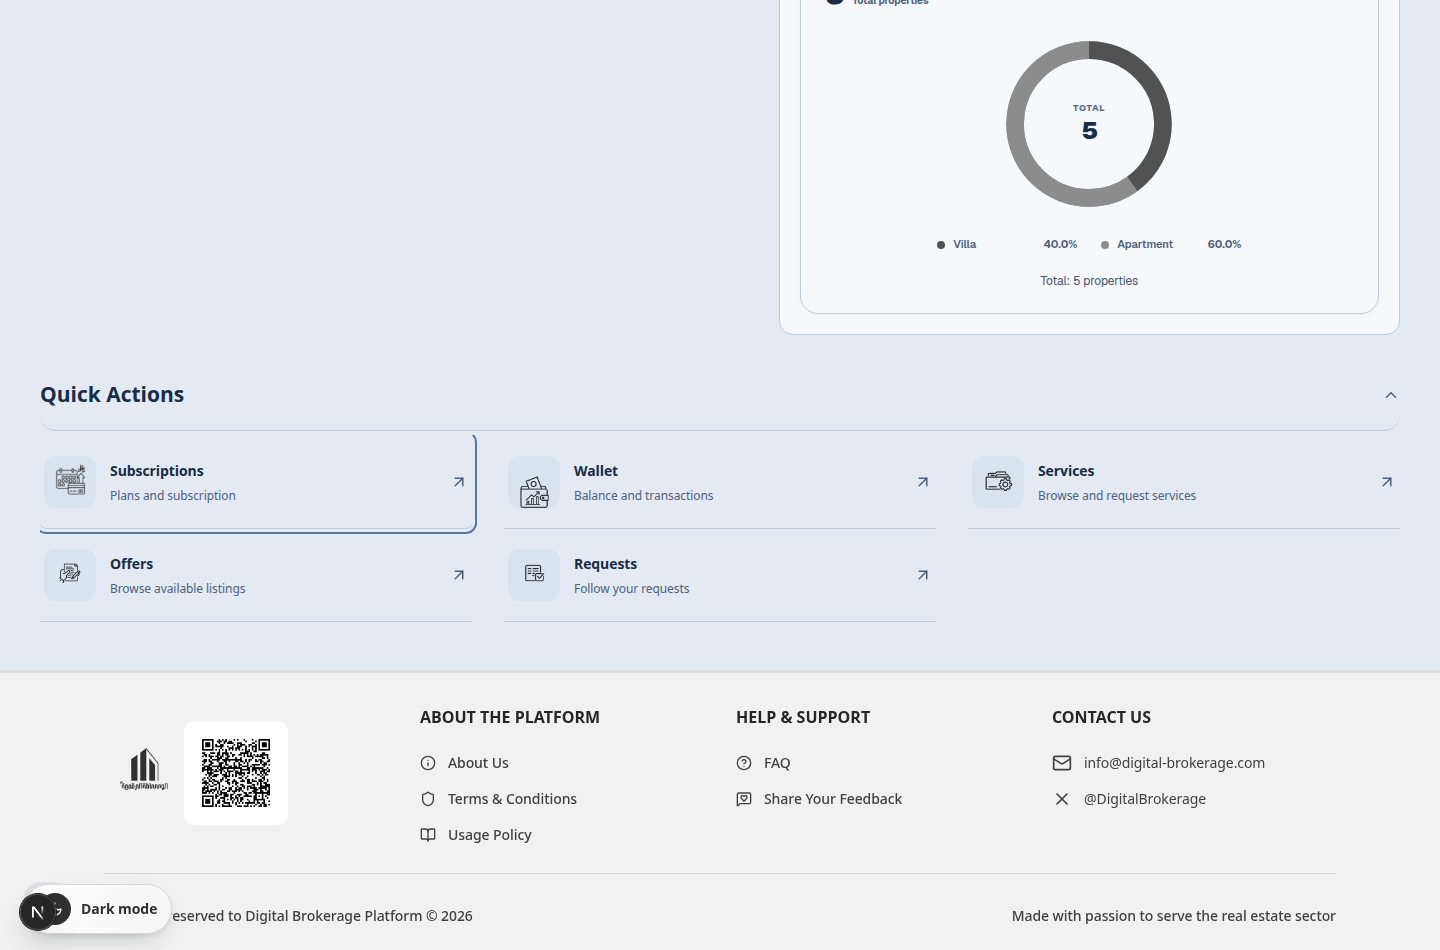 Total properties
TOTAL
5
Villa 40.0% Apartment 60.0%
Total: 5 properties
Quick Actions
Subscriptions
Plans and subscription
Wallet
Balance and transactions
Services
Browse and request services
Offers
Browse available listings
Requests
Follow your requests
ABOUT THE PLATFORM
About Us
Terms & Conditions
Usage Policy
HELP & SUPPORT
FAQ
Share Your Feedback
CONTACT US
info@digital-brokerage.com
@DigitalBrokerage
N
Dark mode
eserved to Digital Brokerage Platform © 2026
Made with passion to serve the real estate sector